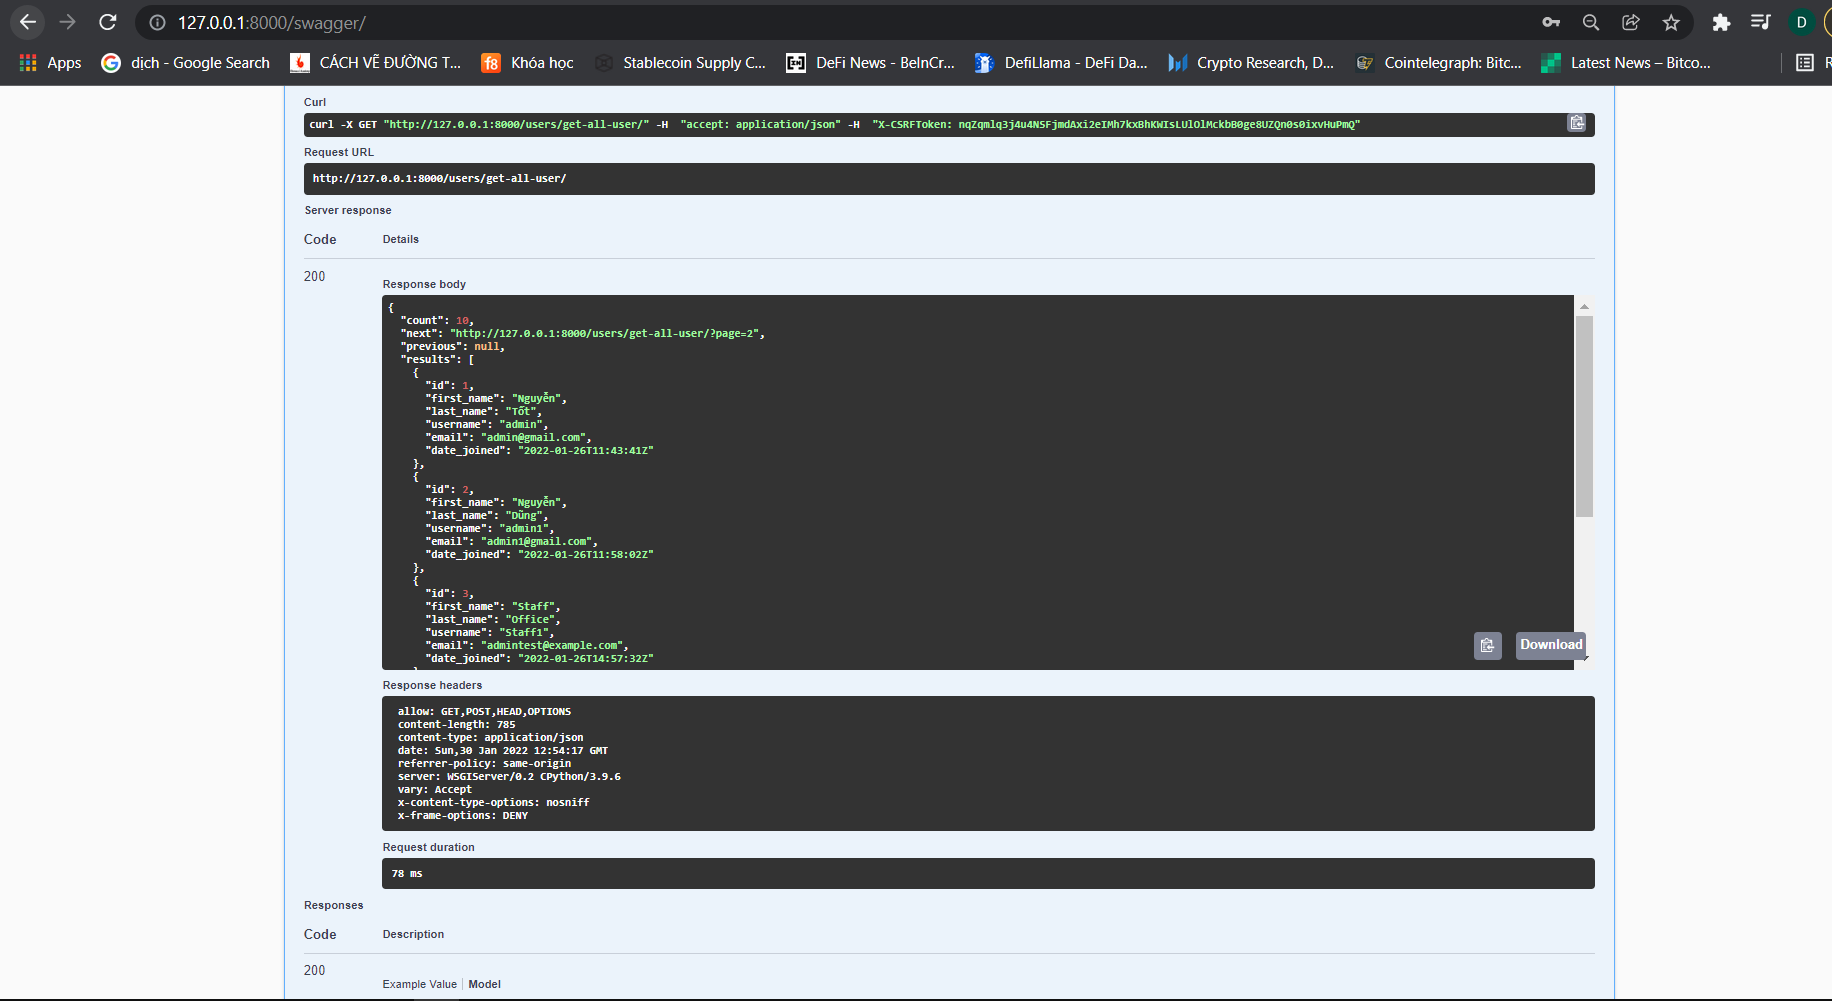 127.0.0.1:8000/swagger/
D
Apps
dịch - Google Search
CÁCH VẼ ĐƯỜNG T...
f8 Khóa học
Stablecoin Supply C...
DeFi News - BeInCr...
DefiLlama - DeFi Da...
Crypto Research, D...
Cointelegraph: Bitc...
Latest News – Bitco...
R
Curl
curl -X GET "http://127.0.0.1:8000/users/get-all-user/" -H  "accept: application/json" -H  "X-CSRFToken: nqZqmlq3j4u4N5FjmdAxi2eIMh7kxBhKWIsLUlOlMckbB0ge8UZQn0s0ixvHuPmQ"
Request URL
http://127.0.0.1:8000/users/get-all-user/
Server response
Code Details
200
Response body
{
"count": 10,
"next": "http://127.0.0.1:8000/users/get-all-user/?page=2",
"previous": null,
"results": [
{
"id": 1,
"first_name": "Nguyễn",
"last_name": "Tốt",
"username": "admin",
"email": "admin@gmail.com",
"date_joined": "2022-01-26T11:43:41Z"
},
{
"id": 2,
"first_name": "Nguyễn",
"last_name": "Dũng",
"username": "admin1",
"email": "admin1@gmail.com",
"date_joined": "2022-01-26T11:58:02Z"
},
{
"id": 3,
"first_name": "Staff",
"last_name": "Office",
"username": "Staff1",
"email": "admintest@example.com",
"date_joined": "2022-01-26T14:57:32Z"
Download
Response headers
allow: GET,POST,HEAD,OPTIONS
content-length: 785
content-type: application/json
date: Sun,30 Jan 2022 12:54:17 GMT
referrer-policy: same-origin
server: WSGIServer/0.2 CPython/3.9.6
vary: Accept
x-content-type-options: nosniff
x-frame-options: DENY
Request duration
78 ms
Responses
Code Description
200
Example Value Model